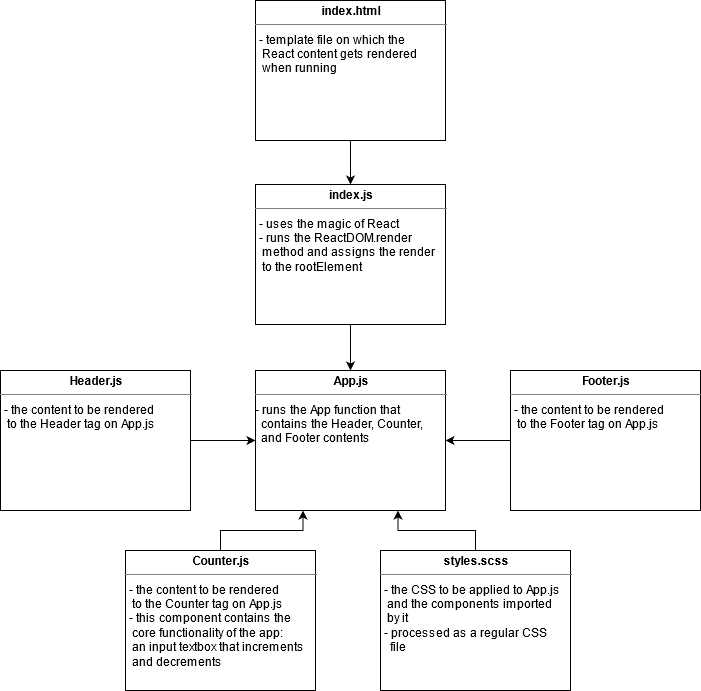 index.html
- template file on which the
React content gets rendered
when running
index.js
- uses the magic of React
- runs the ReactDOM.render
method and assigns the render
to the rootElement
Header.js
- the content to be rendered
to the Header tag on App.js
App.js
- runs the App function that
contains the Header, Counter,
and Footer contents
Footer.js
- the content to be rendered
to the Footer tag on App.js
Counter.js
- the content to be rendered
to the Counter tag on App.js
- this component contains the
core functionality of the app:
an input textbox that increments
and decrements
styles.scss
- the CSS to be applied to App.js
and the components imported
by it
- processed as a regular CSS
file